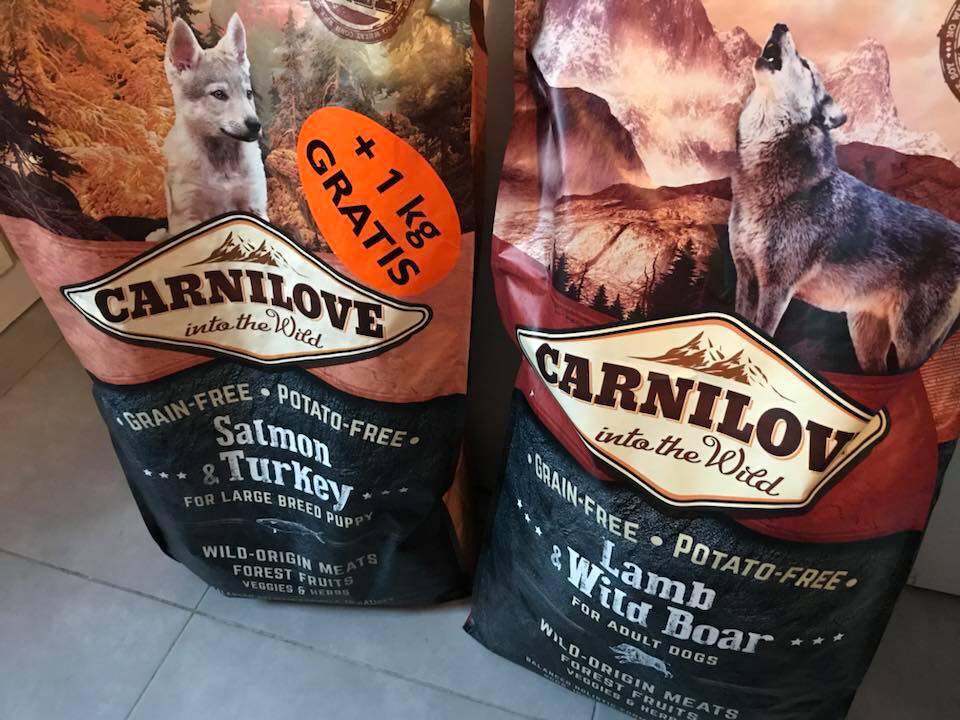 + 1 kg
GRATIS
CARNILOVE
into the Wild
GRAIN-FREE • POTATO-FREE •
Salmon
& Turkey
FOR LARGE BREED PUPPY
WILD-ORIGIN MEATS
FOREST FRUITS
VEGGIES & HERBS
CARNILOV
into the Wild
• GRAIN-FREE • POTATO-FREE •
Lamb
& Wild Boar
FOR ADULT DOGS
WILD-ORIGIN MEATS
FOREST FRUITS
VEGGIES & HERBS